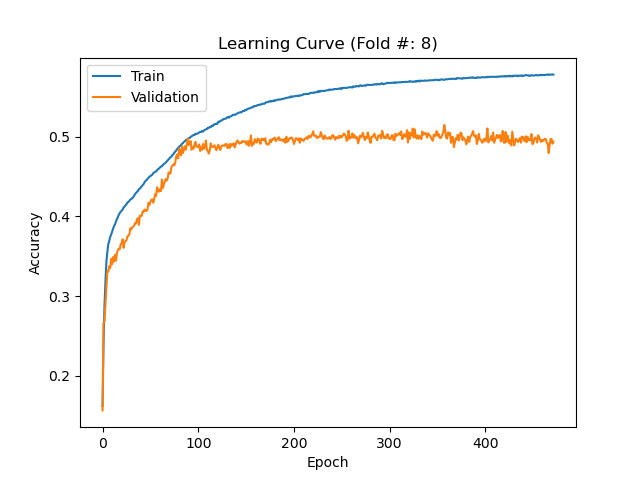 Learning Curve (Fold #: 8)
Train
Validation
0.5
0.4
0.3
0.2
Accuracy
0 100 200 300 400
Epoch